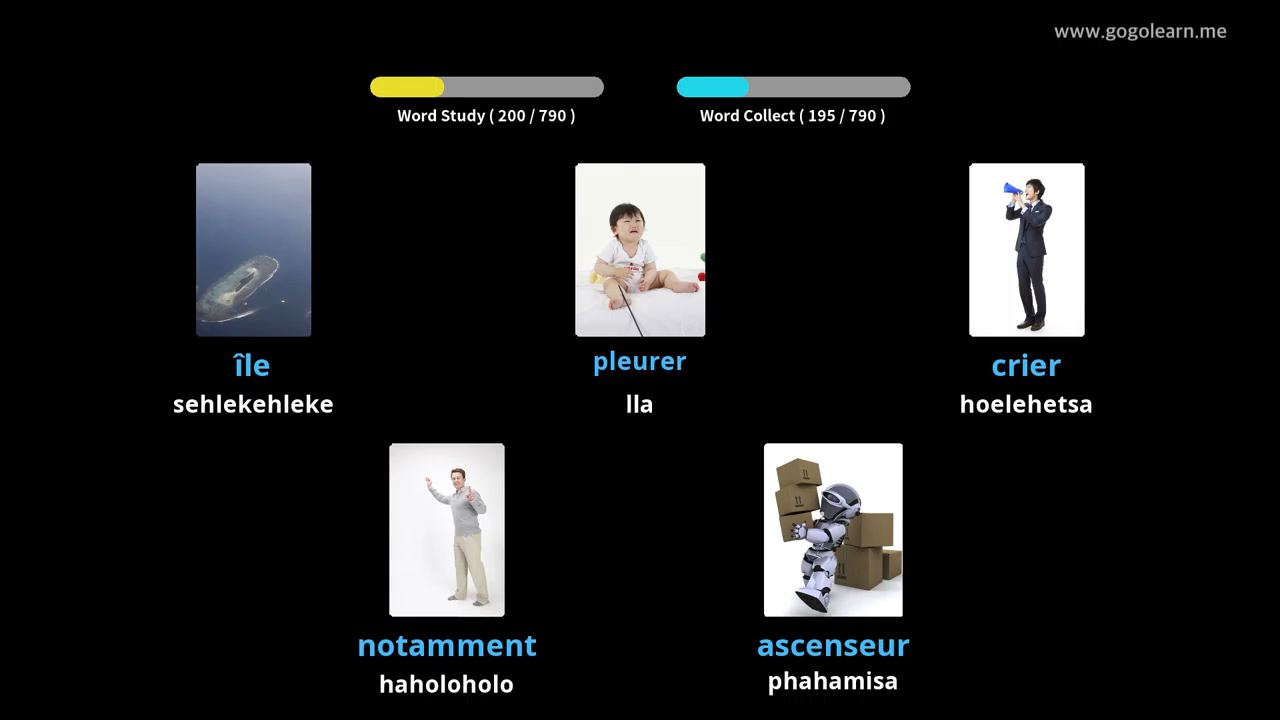 www.gogolearn.me
Word Study ( 200 / 790 )
Word Collect ( 195 / 790 )
île
pleurer
crier
sehlekehleke
lla
hoelehetsa
notamment
ascenseur
haholoholo
phahamisa